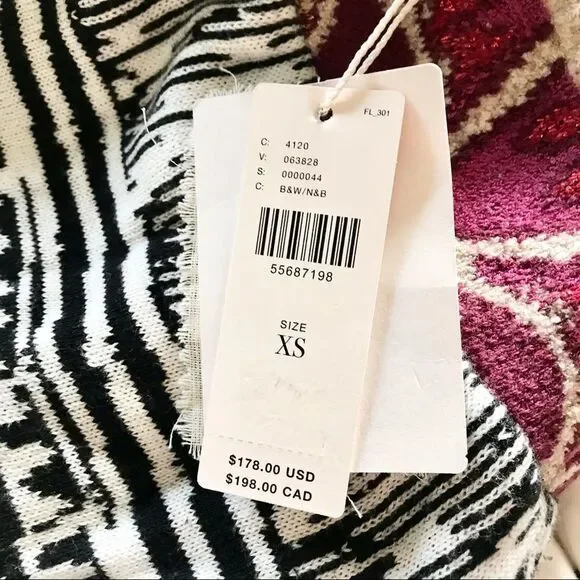 FL_301
C: 4120
V: 063828
S: 0000044
C: B&W/N&B
55687198
SIZE
XS
$178.00 USD
$198.00 CAD